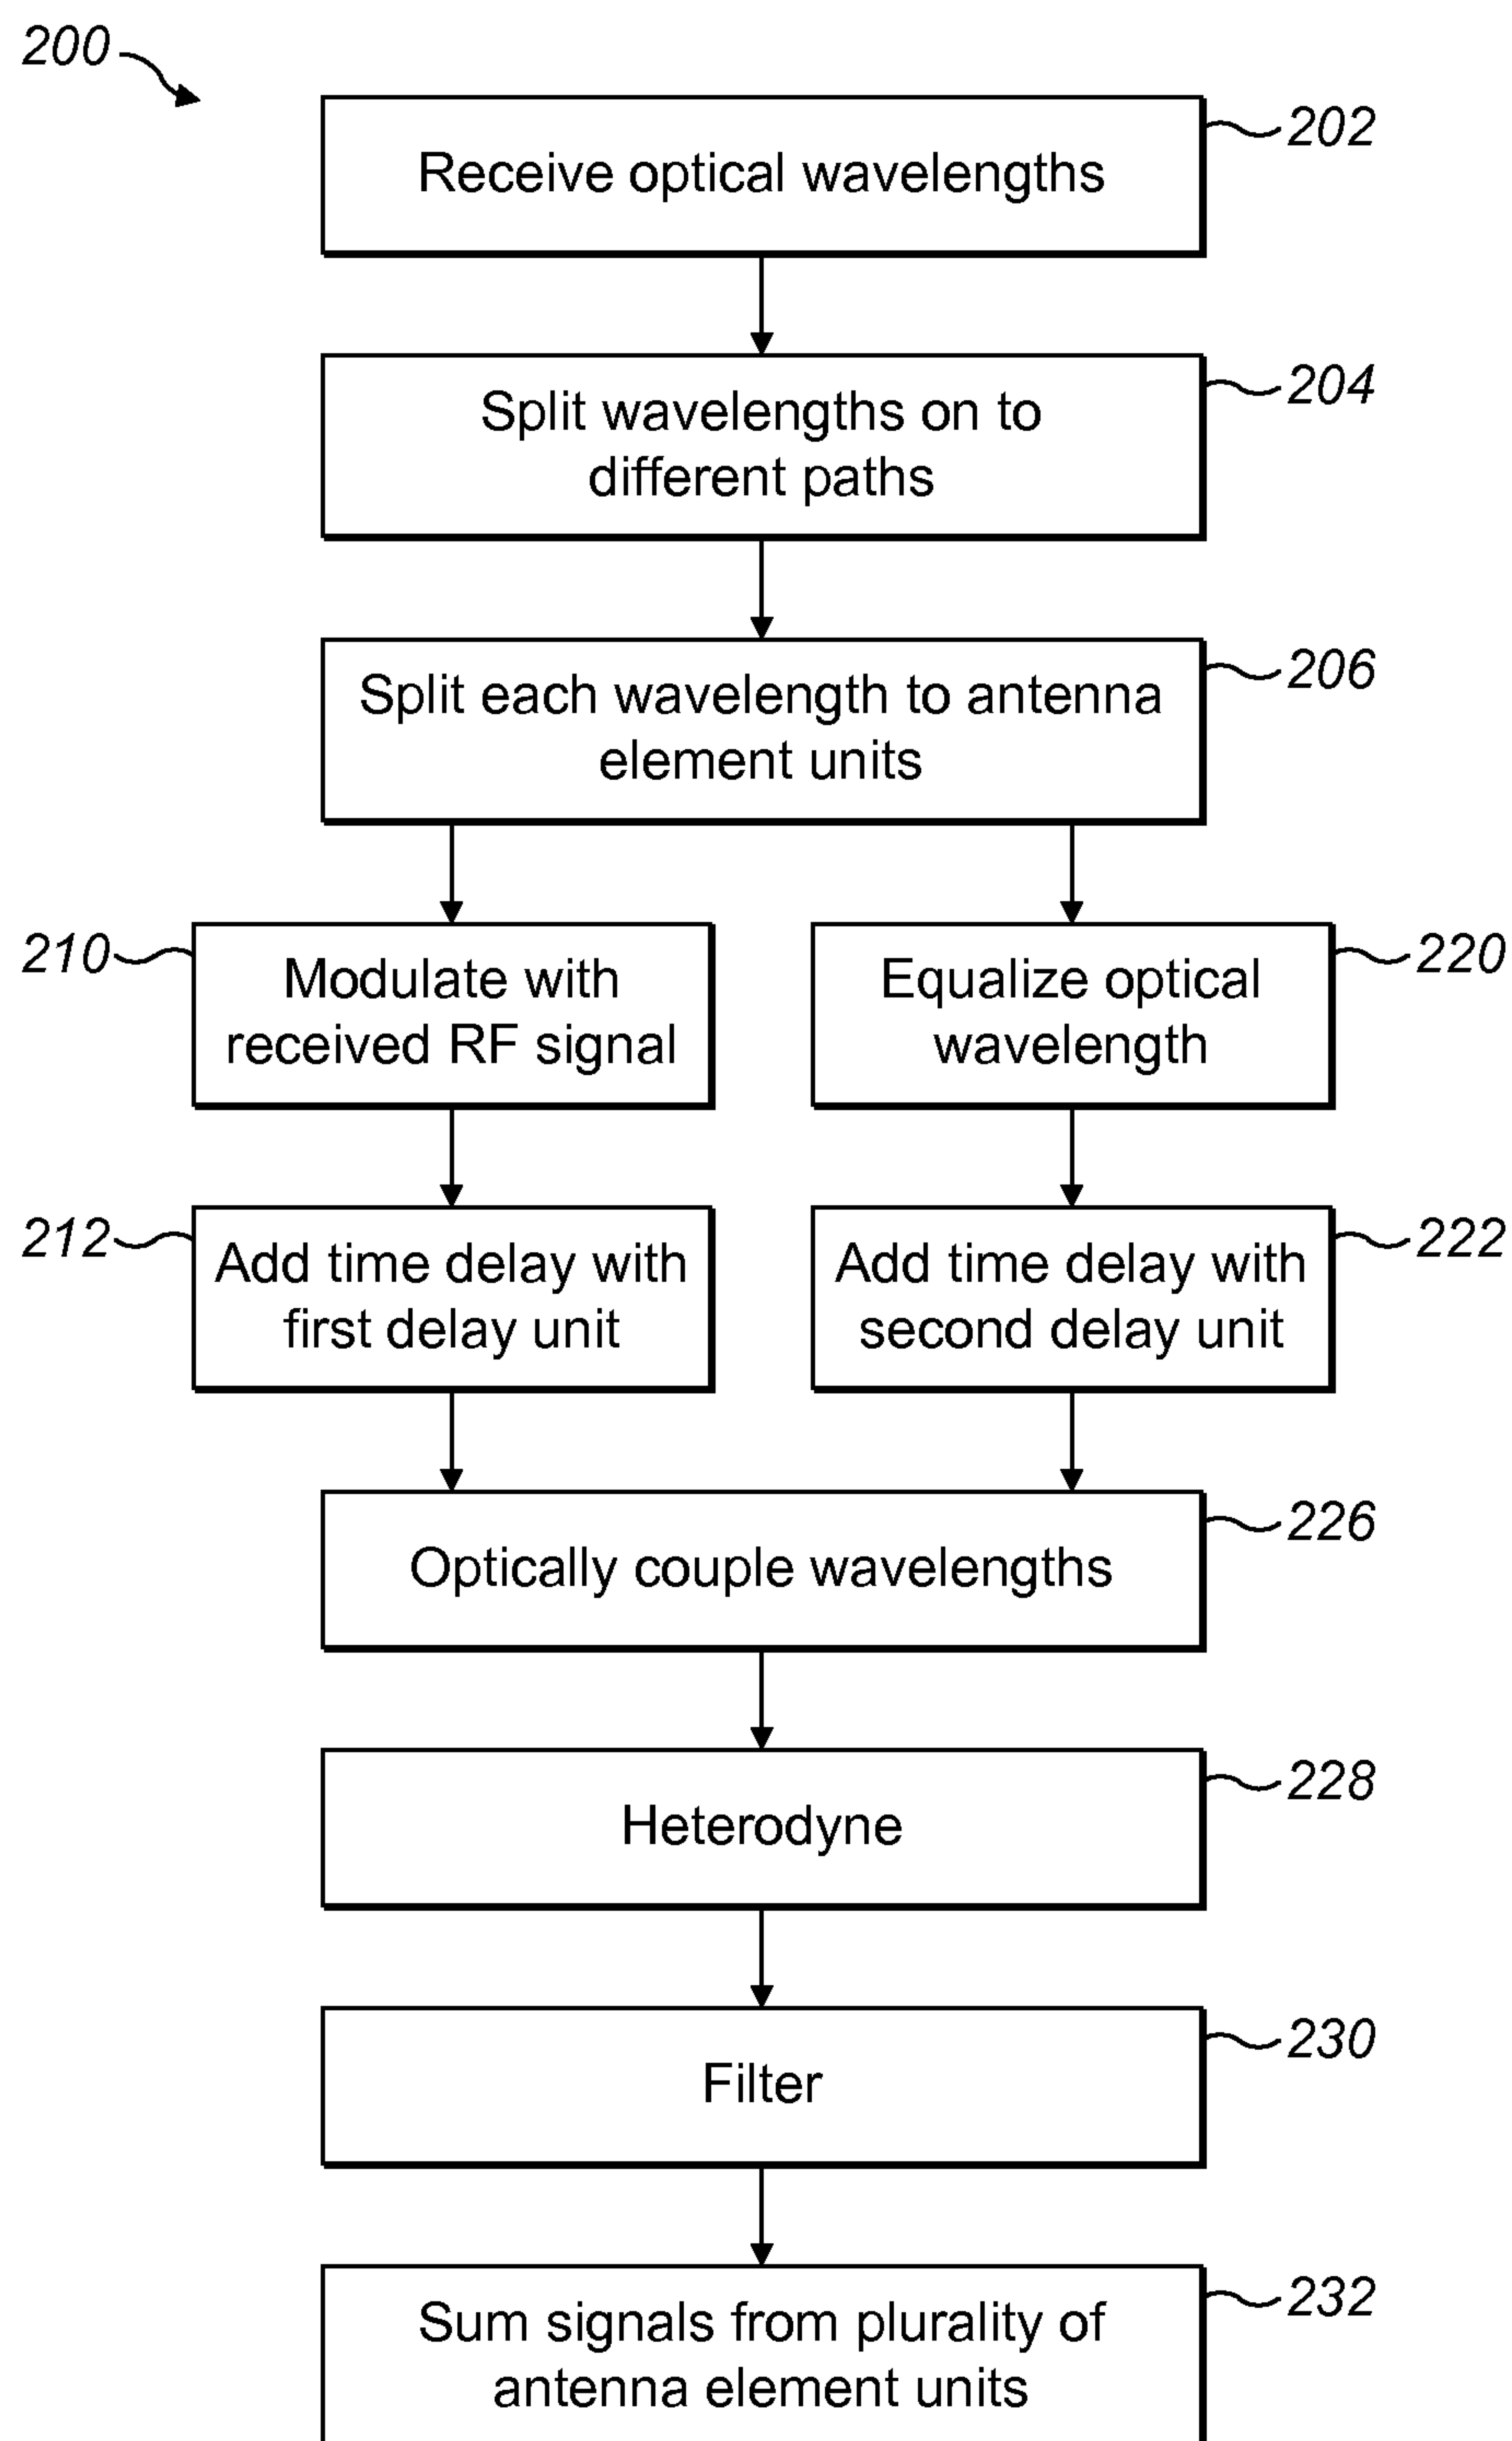 200
202
Receive optical wavelengths
204
Split wavelengths on to
different paths
206
Split each wavelength to antenna
element units
210
Modulate with
received RF signal
220
Equalize optical
wavelength
212
Add time delay with
first delay unit
222
Add time delay with
second delay unit
226
Optically couple wavelengths
228
Heterodyne
230
Filter
232
Sum signals from plurality of
antenna element units